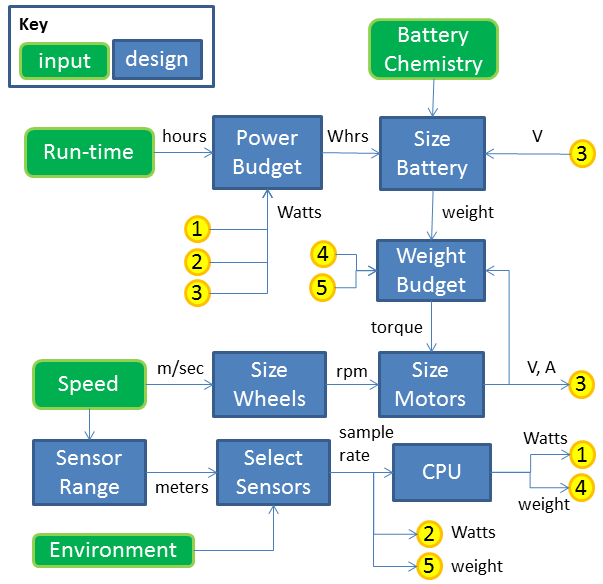 Key
input
design
Battery
Chemistry
Run-time
hours
Power
Budget
Whrs
Size
Battery
V
3
Watts
1
2
3
weight
4
5
Weight
Budget
torque
Speed
m/sec
Size
Wheels
rpm
Size
Motors
V, A
3
Sensor
Range
meters
Select
Sensors
sample
rate
CPU
Watts
1
4
weight
2
Watts
5
weight
Environment